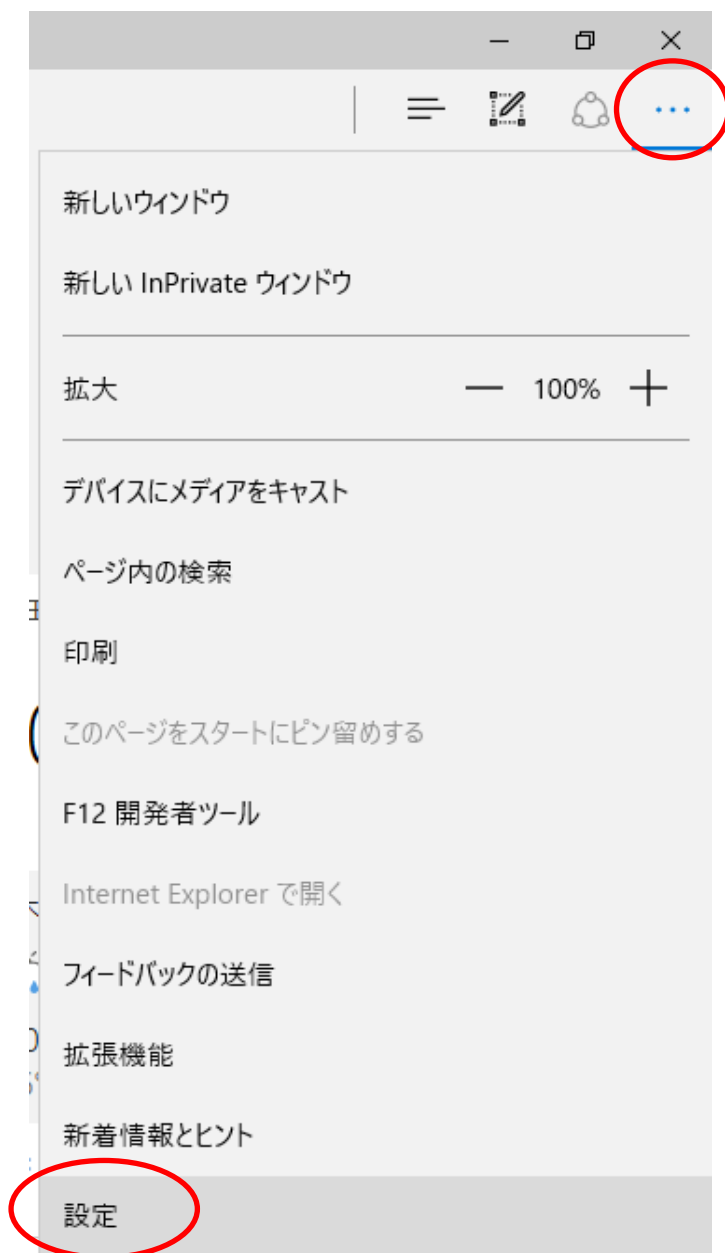 新しいウィンドウ
新しい InPrivate ウィンドウ
拡大 100%
デバイスにメディアをキャスト
ページ内の検索
印刷
このページをスタートにピン留めする
F12 開発者ツール
Internet Explorer で開く
フィードバックの送信
拡張機能
新着情報とヒント
設定